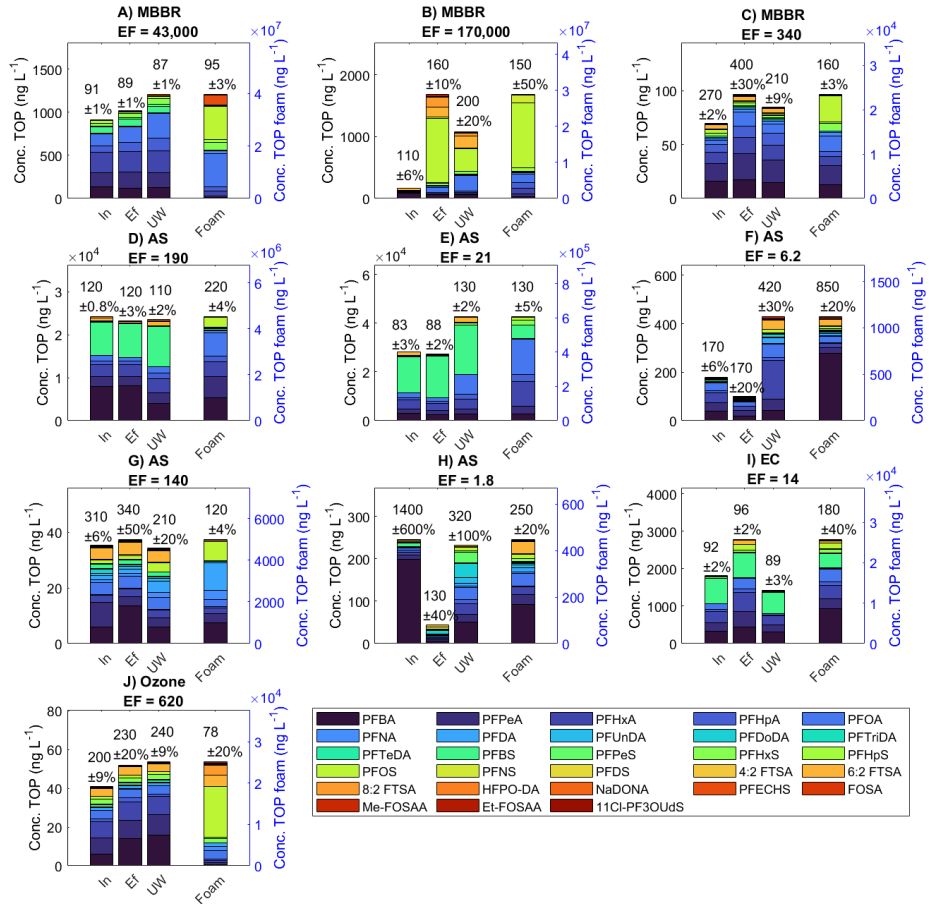 A) MBBR
EF = 43,000
×10⁷
Conc. TOP (ng L⁻¹)
1500
1000
500
0
91
±1%
89
±1%
87
±1%
95
±3%
6
4
2
0
Conc. TOP foam (ng L⁻¹)
In
Ef
UW
Foam
B) MBBR
EF = 170,000
×10⁷
Conc. TOP (ng L⁻¹)
2000
1000
0
110
±6%
160
±10%
200
±20%
150
±50%
4
3
2
1
0
Conc. TOP foam (ng L⁻¹)
In
Ef
UW
Foam
C) MBBR
EF = 340
×10⁴
Conc. TOP (ng L⁻¹)
100
50
0
270
±2%
400
±30%
210
±9%
160
±3%
3
2
1
0
Conc. TOP foam (ng L⁻¹)
In
Ef
UW
Foam
D) AS
EF = 190
×10⁴
×10⁶
Conc. TOP (ng L⁻¹)
3
2
1
0
120
±0.8%
120
±3%
110
±2%
220
±4%
6
4
2
0
Conc. TOP foam (ng L⁻¹)
In
Ef
UW
Foam
E) AS
EF = 21
×10⁴
×10⁵
Conc. TOP (ng L⁻¹)
6
4
2
0
83
±3%
88
±2%
130
±2%
130
±5%
8
6
4
2
0
Conc. TOP foam (ng L⁻¹)
In
Ef
UW
Foam
F) AS
EF = 6.2
Conc. TOP (ng L⁻¹)
600
400
200
0
170
±6%
170
±20%
420
±30%
850
±20%
1500
1000
500
0
Conc. TOP foam (ng L⁻¹)
In
Ef
UW
Foam
G) AS
EF = 140
Conc. TOP (ng L⁻¹)
40
20
0
310
±6%
340
±50%
210
±20%
120
±4%
6000
4000
2000
0
Conc. TOP foam (ng L⁻¹)
In
Ef
UW
Foam
H) AS
EF = 1.8
Conc. TOP (ng L⁻¹)
300
200
100
0
1400
±600%
130
±40%
320
±100%
250
±20%
600
400
200
0
Conc. TOP foam (ng L⁻¹)
In
Ef
UW
Foam
I) EC
EF = 14
×10⁴
Conc. TOP (ng L⁻¹)
4000
3000
2000
1000
0
92
±2%
96
±2%
89
±3%
180
±40%
3
2
1
0
Conc. TOP foam (ng L⁻¹)
In
Ef
UW
Foam
J) Ozone
EF = 620
×10⁴
Conc. TOP (ng L⁻¹)
80
60
40
20
0
200
±9%
230
±20%
240
±9%
78
±20%
3
2
1
0
Conc. TOP foam (ng L⁻¹)
In
Ef
UW
Foam
PFBA PFPeA PFHxA PFHpA PFOA
PFNA PFDA PFUnDA PFDoDA PFTriDA
PFTeDA PFBS PFPeS PFHxS PFHpS
PFOS PFNS PFDS 4:2 FTSA 6:2 FTSA
8:2 FTSA HFPO-DA NaDONA PFECHS FOSA
Me-FOSAA Et-FOSAA 11Cl-PF3OUdS